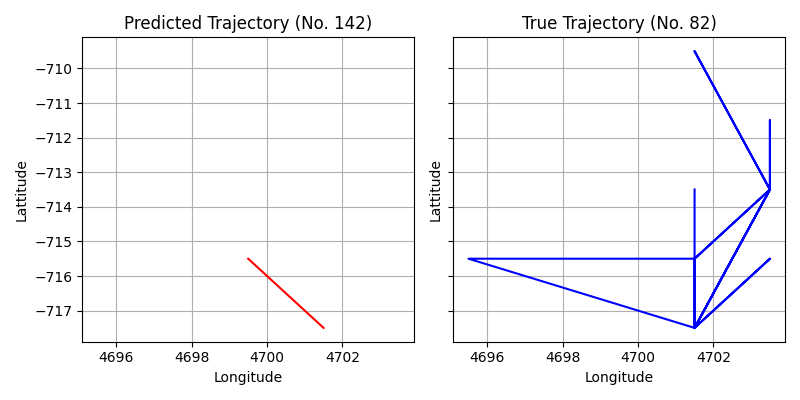 Predicted Trajectory (No. 142)
True Trajectory (No. 82)
−710
−711
−712
−713
−714
−715
−716
−717
Lattitude
Lattitude
4696
4698
4700
4702
4696
4698
4700
4702
Longitude
Longitude